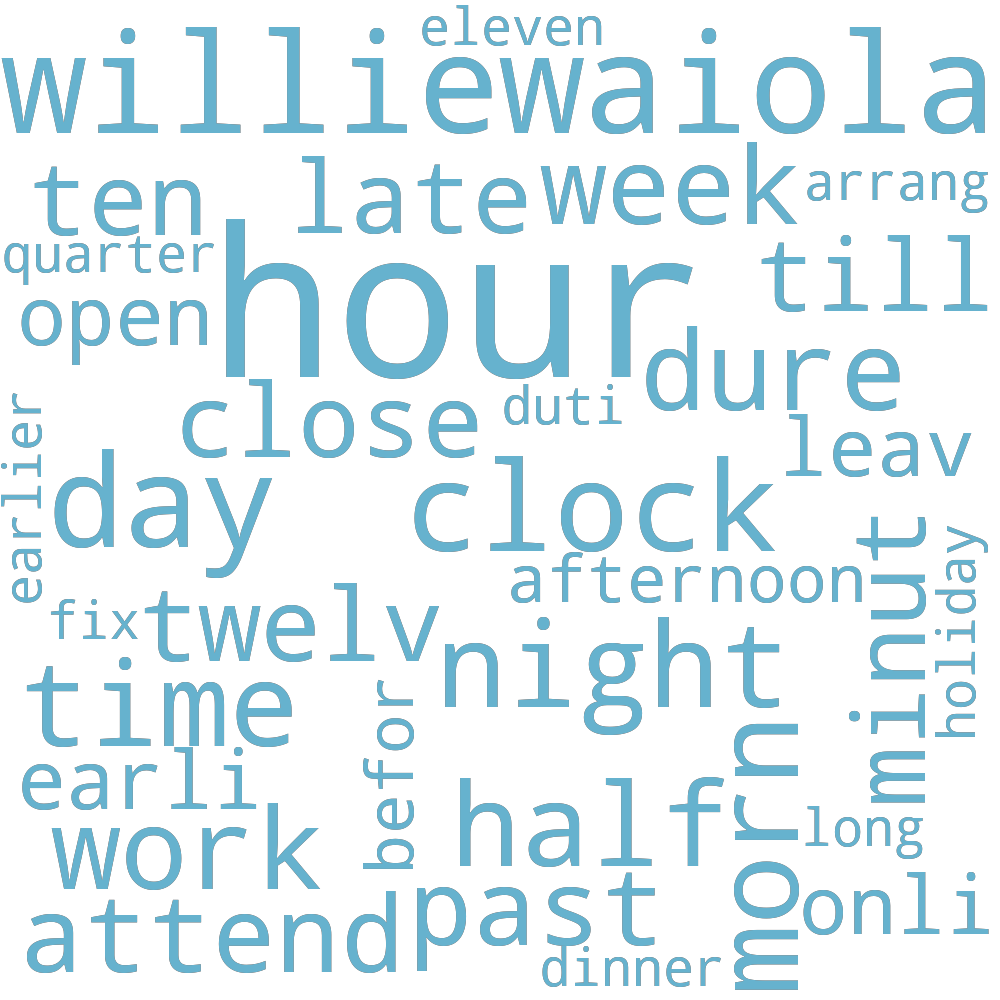 eleven
williewaiola
ten
late
week
arrang
quarter
hour
till
open
dure
close
duti
leav
earlier
day
clock
minut
afternoon
holiday
fix
twelv
night
time
befor
morn
earli
half
long
work
past
onli
attend
dinner